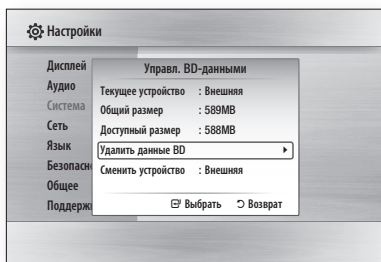 Настройки
Дисплей
Аудио
Система
Сеть
Язык
Общее
Управл. BD-данными
Текущее устройство : Внешняя
Общий размер : 589MB
Доступный размер : 588MB
Удалить данные BD
Сменить устройство : Внешняя
Выбрать Возврат